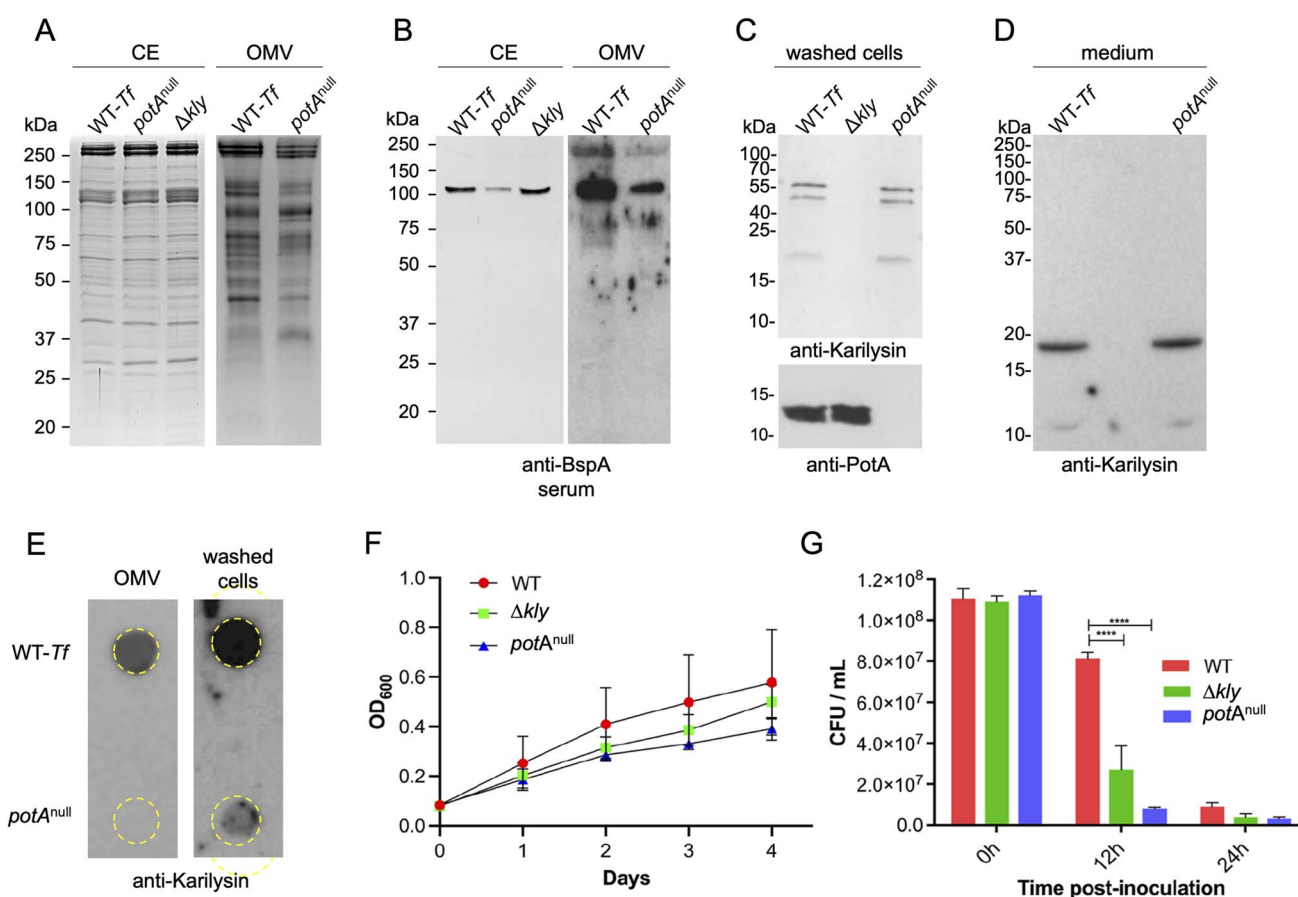 A
CE
OMV
WT-Tf
potAnull
Δkly
WT-Tf
potAnull
kDa
250
150
100
75
50
37
25
20
B
CE
OMV
WT-Tf
potAnull
Δkly
WT-Tf
potAnull
kDa
250
150
100
75
50
37
25
20
anti-BspA
serum
C
washed cells
WT-Tf
Δkly
potAnull
kDa
100-
70-
55-
40-
25-
15-
10-
anti-Karilysin
15-
10-
anti-PotA
D
medium
WT-Tf
potAnull
kDa
250-
150-
100-
75-
50-
37-
20-
15-
10-
anti-Karilysin
E
OMV
washed
cells
WT-Tf
potAnull
anti-Karilysin
F
WT
Δkly
potAnull
OD600
1.0
0.8
0.6
0.4
0.2
0.0
0 1 2 3 4
Days
G
CFU / mL
1.2×10⁸
1.0×10⁸
8.0×10⁷
6.0×10⁷
4.0×10⁷
2.0×10⁷
0.0
****
****
WT
Δkly
potAnull
0h 12h 24h
Time post-inoculation